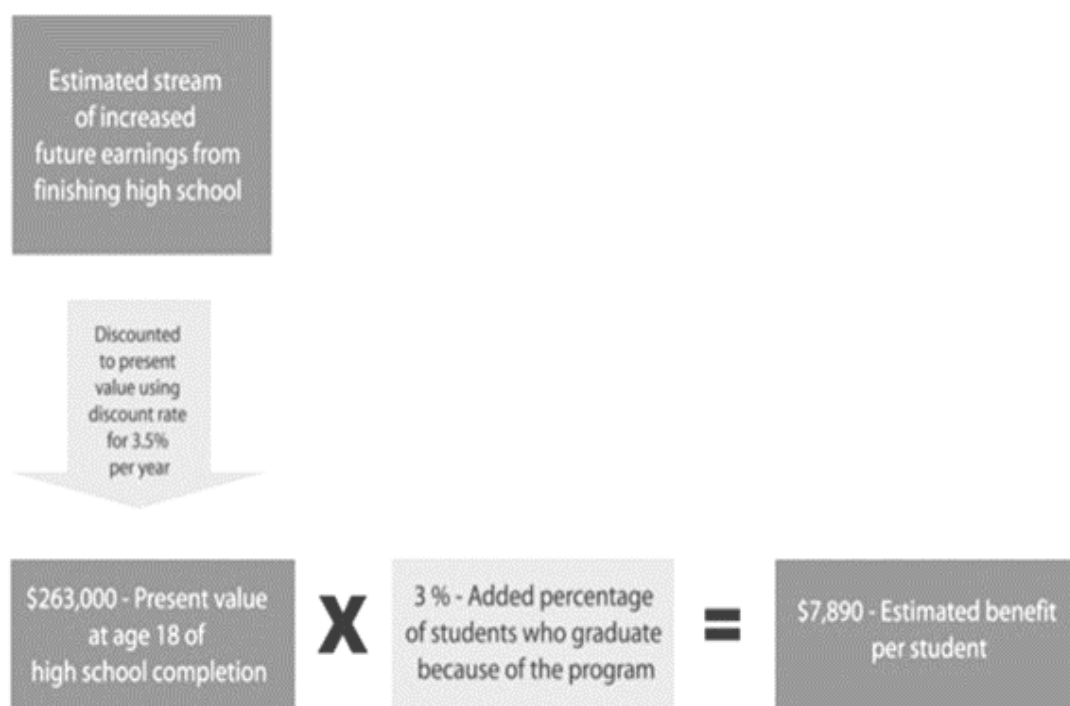 Estimated stream
of increased
future earnings from
finishing high school
Discounted
to present
value using
discount rate
for 3.5%
per year
$263,000 - Present value
at age 18 of
high school completion
X
3 % - Added percentage
of students who graduate
because of the program
=
$7,890 - Estimated benefit
per student